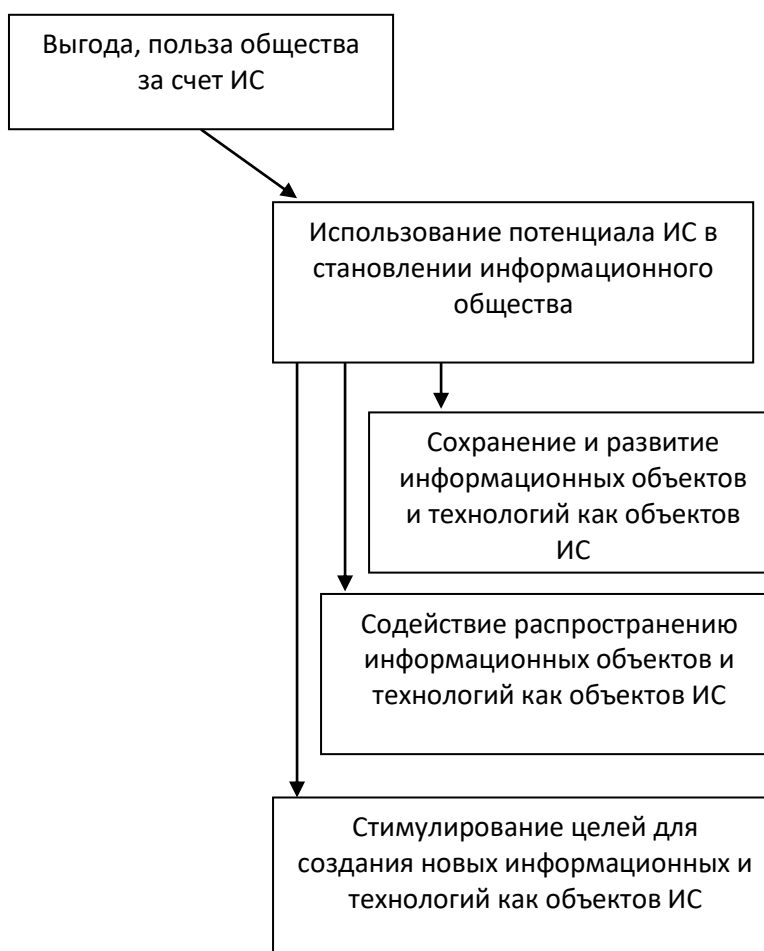 Выгода, польза общества
за счет ИС
Использование потенциала ИС в
становлении информационного
общества
Сохранение и развитие
информационных объектов
и технологий как объектов
ИС
Содействие распространению
информационных объектов и
технологий как объектов ИС
Стимулирование целей для
создания новых информационных и
технологий как объектов ИС